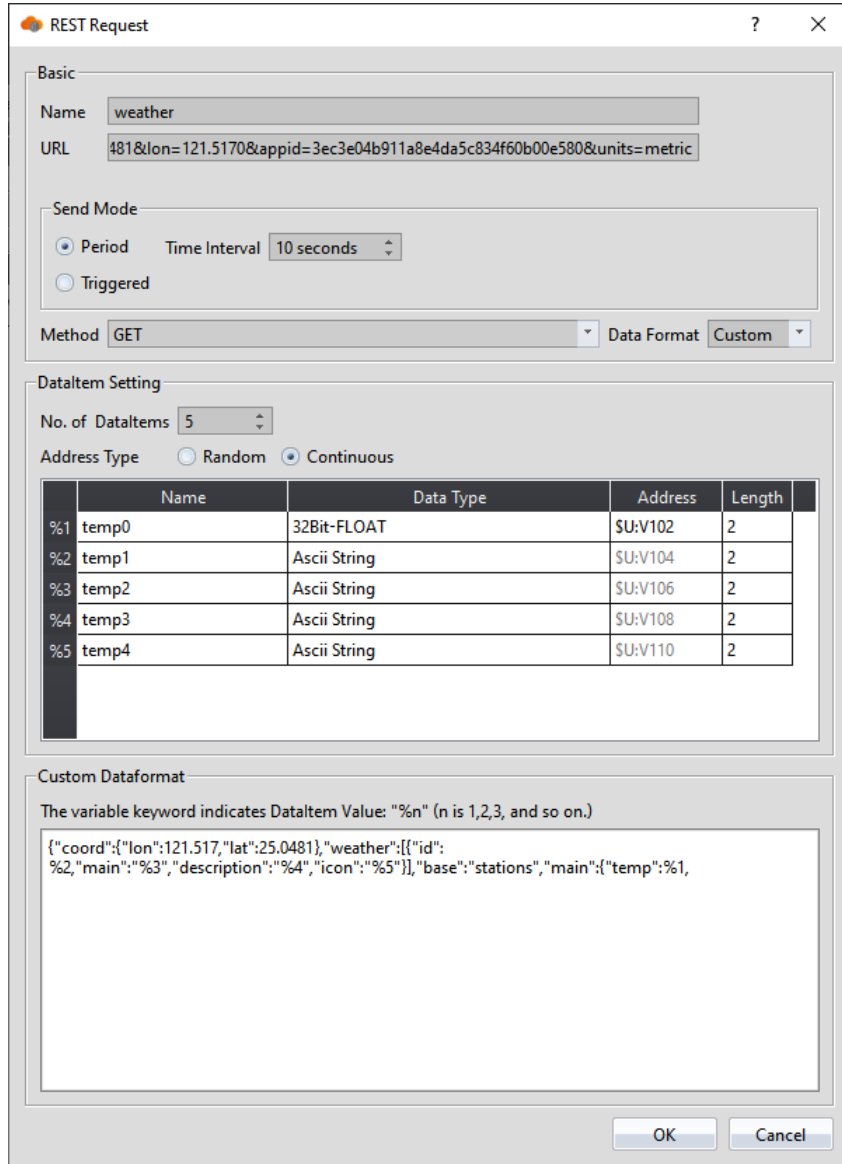 REST Request
Basic
Name weather
URL 481&lon=121.5170&appid=3ec3e04b911a8e4da5c834f60b00e580&units=metric
Send Mode
Period Time Interval 10 seconds
Triggered
Method GET Data Format Custom
DataItem Setting
No. of DataItems 5
Address Type Random Continuous
Name Data Type Address Length
%1 temp0 32Bit-FLOAT $U:V102 2
%2 temp1 Ascii String $U:V104 2
%3 temp2 Ascii String $U:V106 2
%4 temp3 Ascii String $U:V108 2
%5 temp4 Ascii String $U:V110 2
Custom Dataformat
The variable keyword indicates DataItem Value: "%n" (n is 1,2,3, and so on.)
{"coord":{"lon":121.517,"lat":25.0481},"weather":[{"id":
%2,"main":"%3","description":"%4","icon":"%5"}],"base":"stations","main":{"temp":%1,
OK Cancel